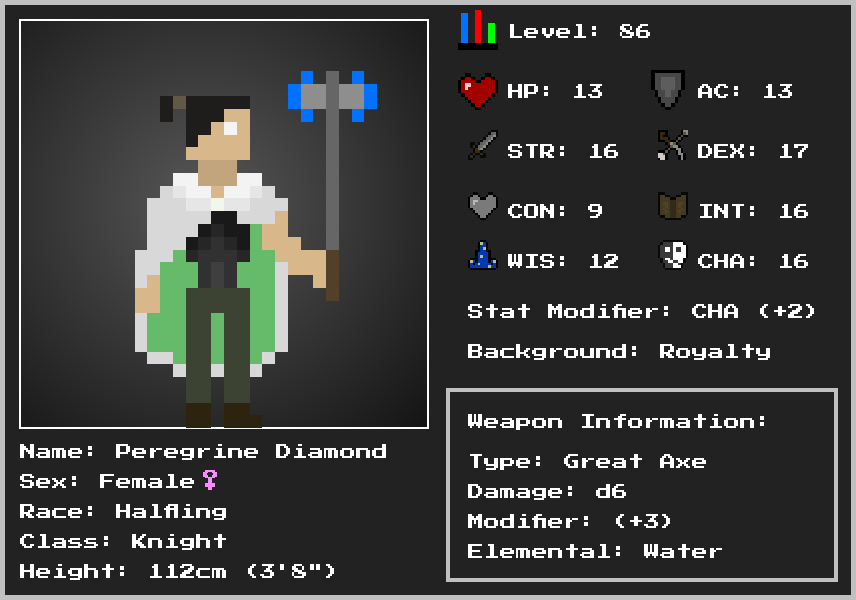 Level: 86
HP: 13
AC: 13
STR: 16
DEX: 17
CON: 9
INT: 16
WIS: 12
CHA: 16
Stat Modifier: CHA (+2)
Background: Royalty
Weapon Information:
Type: Great Axe
Damage: d6
Modifier: (+3)
Elemental: Water
Name: Peregrine Diamond
Sex: Female♀
Race: Halfling
Class: Knight
Height: 112cm (3'8")